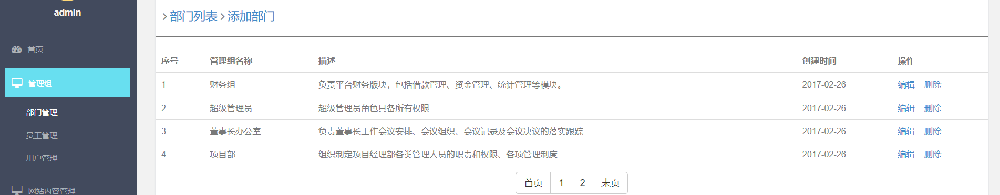 admin
首页
管理组
部门管理
员工管理
用户管理
网站内容管理
> 部门列表 > 添加部门
序号 管理组名称 描述 创建时间 操作
1 财务组 负责平台财务版块，包括借款管理、资金管理、统计管理等模块。 2017-02-26 编辑 删除
2 超级管理员 超级管理员角色具备所有权限 2017-02-26 编辑 删除
3 董事长办公室 负责董事长工作会议安排、会议组织、会议记录及会议决议的落实跟踪 2017-02-26 编辑 删除
4 项目部 组织制定项目经理部各类管理人员的职责和权限、各项管理制度 2017-02-26 编辑 删除
首页 1 2 末页